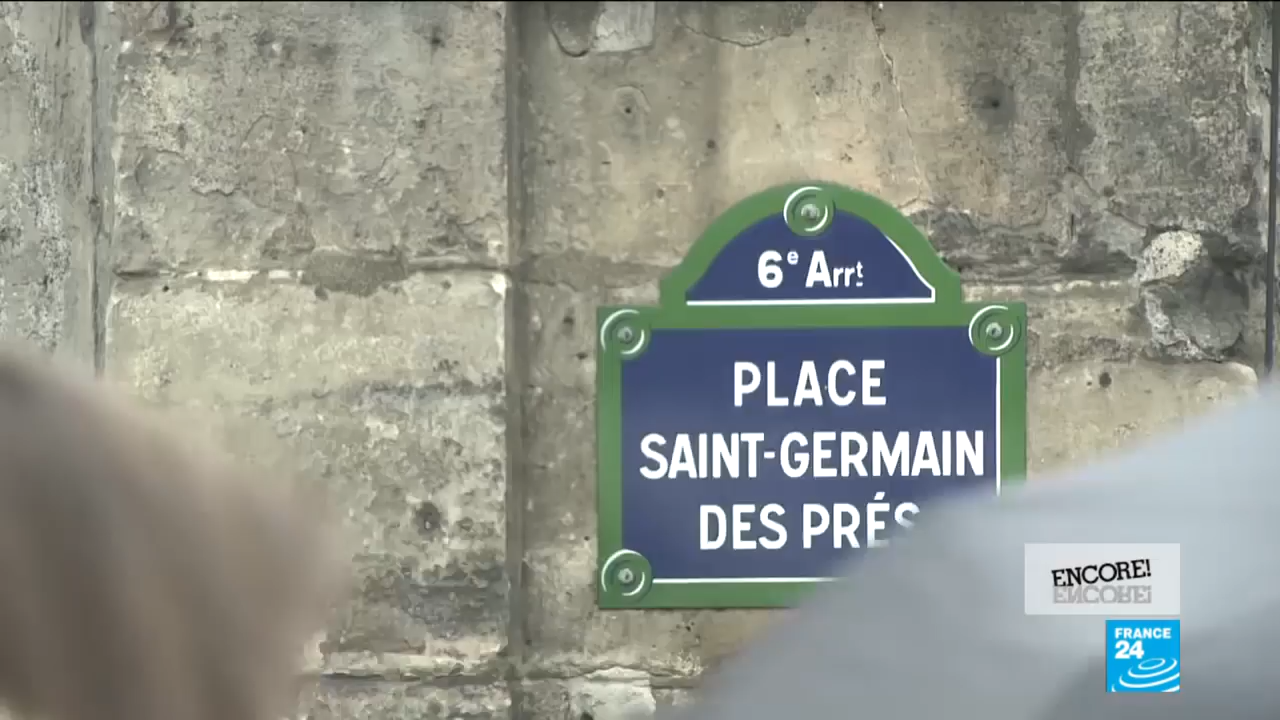 6e Arrt
PLACE
SAINT-GERMAIN
DES PRÉS
ENCORE!
FRANCE
24